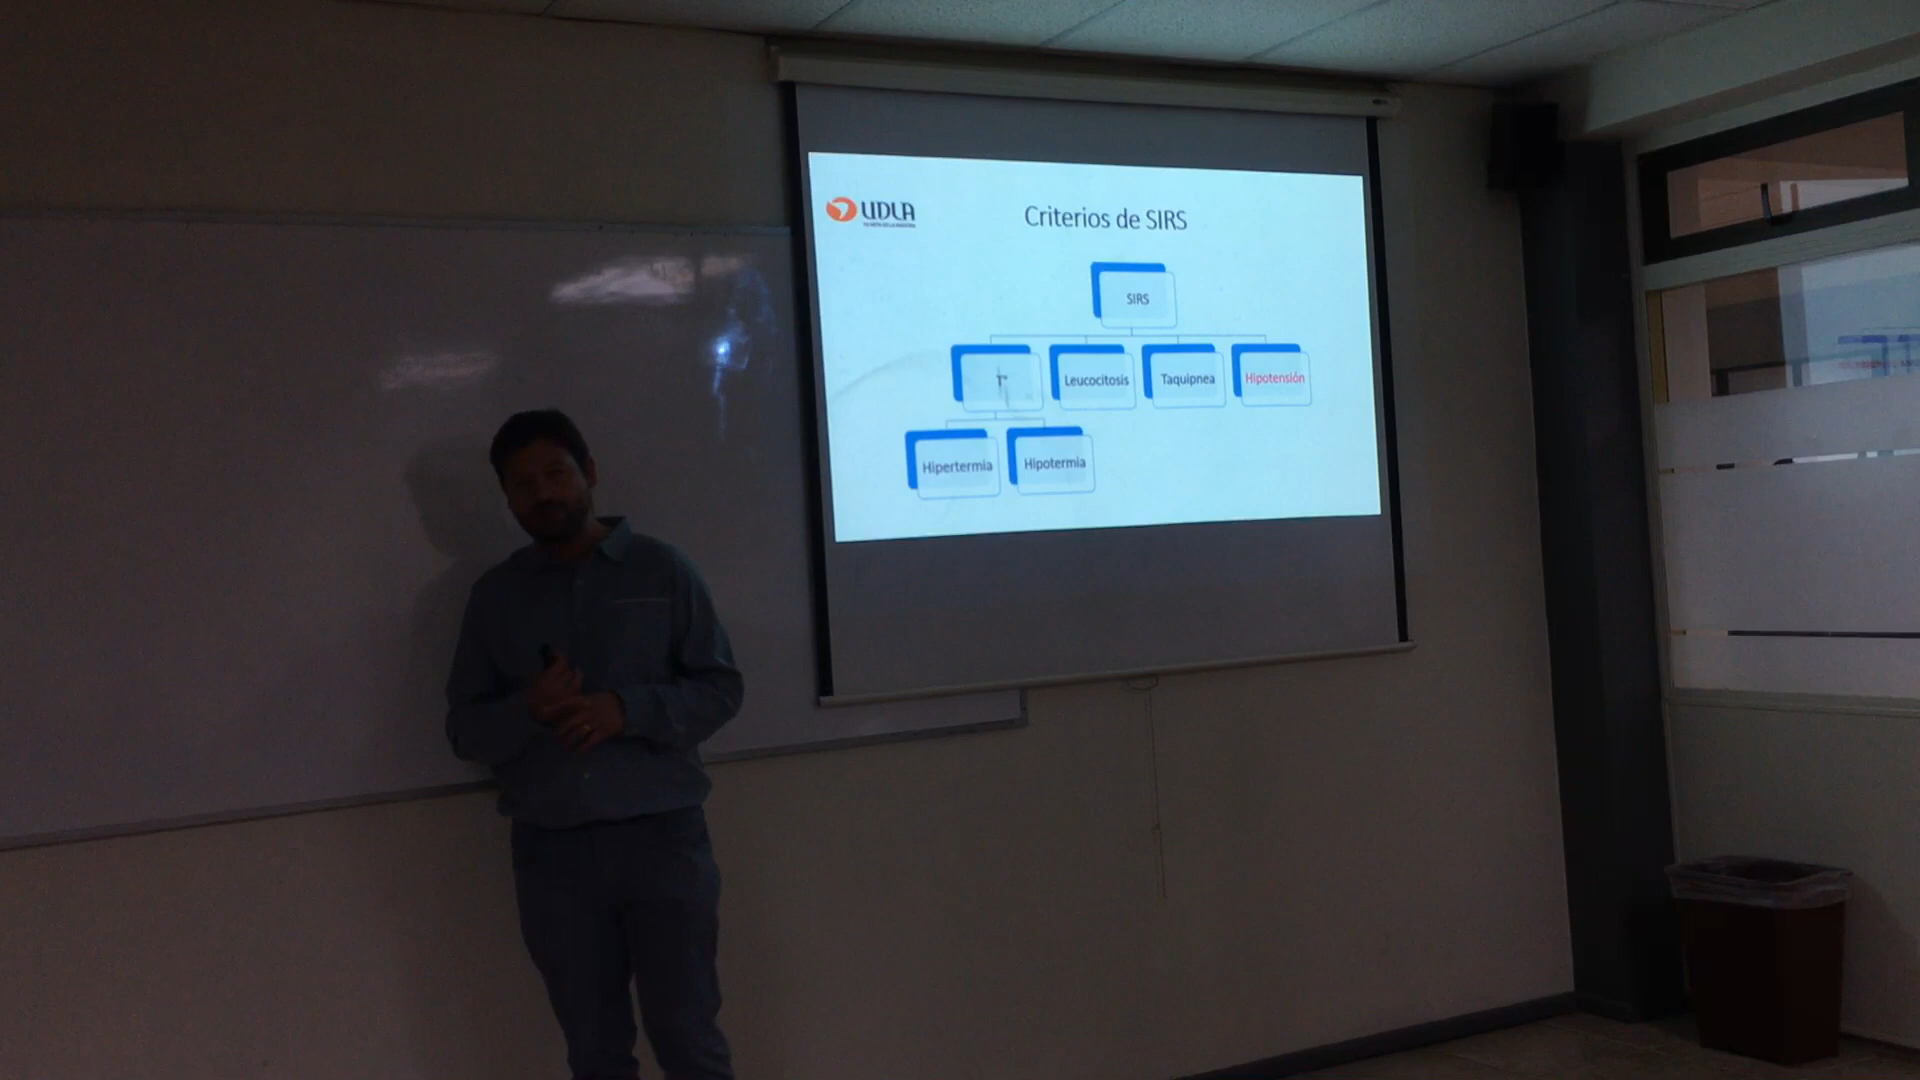 UDLA
Criterios de SIRS
SIRS
T°
Leucocitosis
Taquipnea
Hipotensión
Hipertermia
Hipotermia